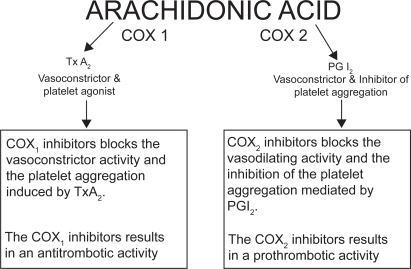 ARACHIDONIC ACID
COX 1 COX 2
Tx A2
Vasoconstrictor &
platelet agonist
PG I2
Vasoconstrictor & Inhibitor of
platelet aggregation
COX1 inhibitors blocks the
vasoconstrictor activity and
the platelet aggregation
induced by TxA2.
The COX1 inhibitors results
in an antitrombotic activity
COX2 inhibitors blocks the
vasodilating activity and the
inhibition of the platelet
aggregation mediated by
PGI2.
The COX2 inhibitors results
in a prothrombotic activity